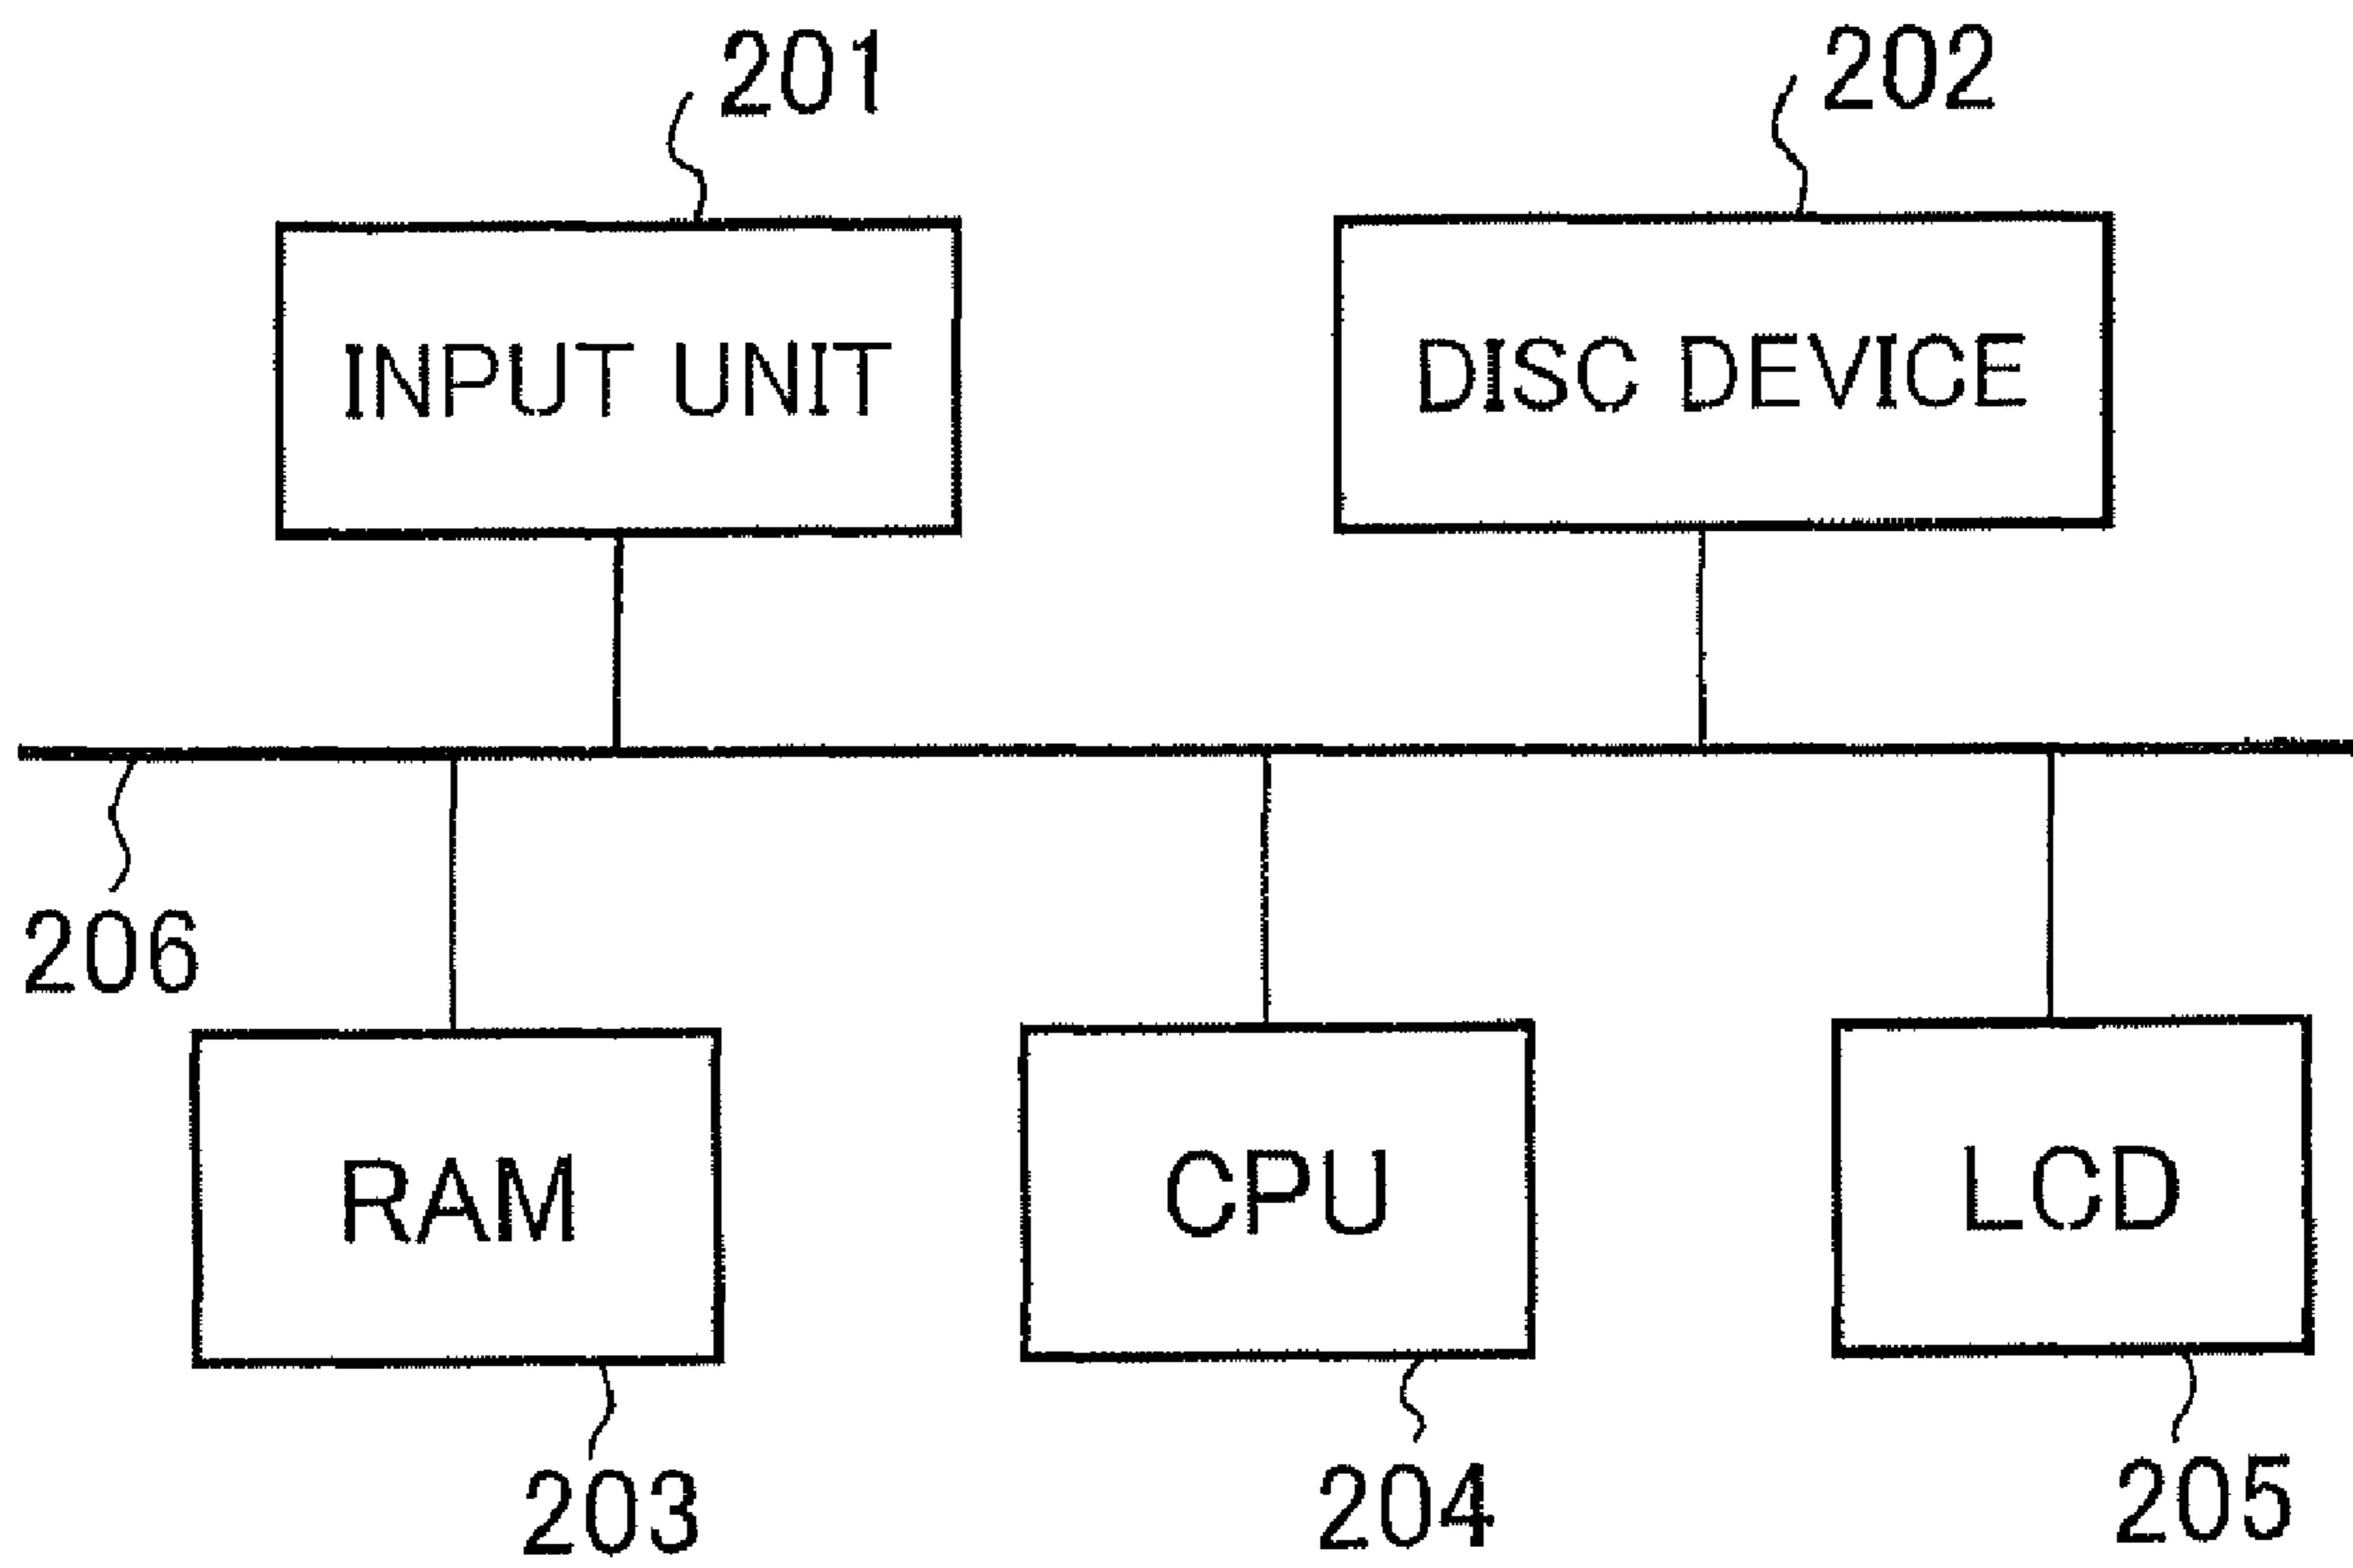 201
202
INPUT UNIT
DISC DEVICE
206
RAM
CPU
LCD
203
204
205